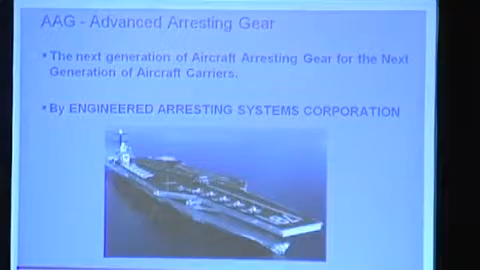 AAG - Advanced Arresting Gear
• The next generation of Aircraft Arresting Gear for the Next
Generation of Aircraft Carriers.
• By ENGINEERED ARRESTING SYSTEMS CORPORATION
78